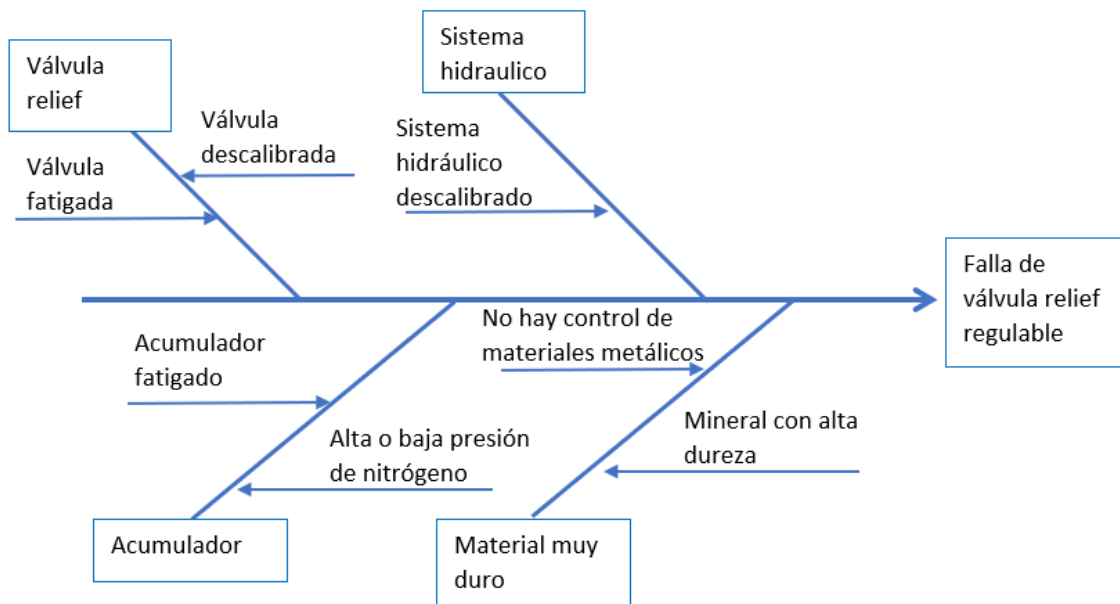 Válvula
relief
Sistema
hidraulico
Válvula
descalibrada
Válvula
fatigada
Sistema
hidráulico
descalibrado
Falla de
válvula relief
regulable
No hay control de
materiales metálicos
Acumulador
fatigado
Mineral con alta
dureza
Alta o baja presión
de nitrógeno
Acumulador
Material muy
duro